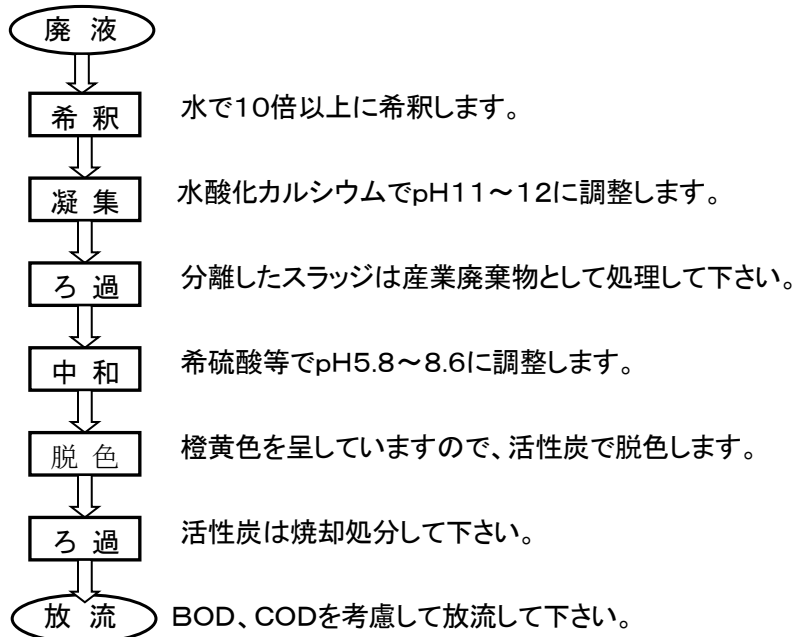 廃 液
希 釈 水で10倍以上に希釈します。
凝 集 水酸化カルシウムでpH11～12に調整します。
ろ 過 分離したスラッジは産業廃棄物として処理して下さい。
中 和 希硫酸等でpH5.8～8.6に調整します。
脱 色 橙黄色を呈していますので、活性炭で脱色します。
ろ 過 活性炭は焼却処分して下さい。
放 流 BOD、CODを考慮して放流して下さい。